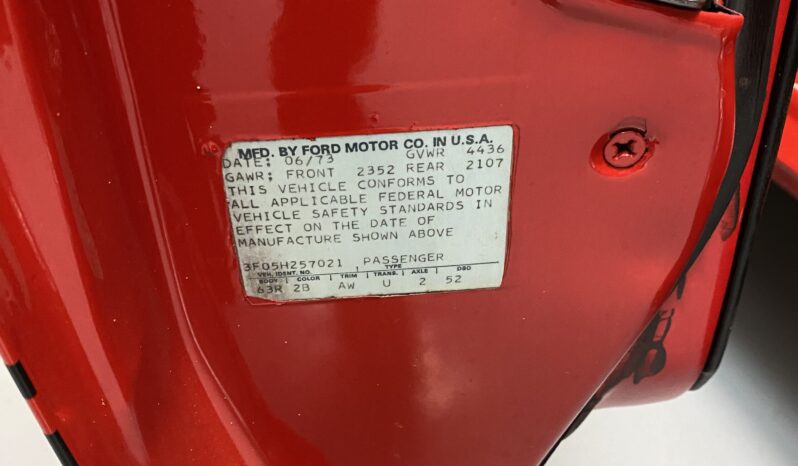 MFD. BY FORD MOTOR CO. IN U.S.A.
DATE: 06/73 GVWR 4436
GAWR: FRONT 2352 REAR 2107
THIS VEHICLE CONFORMS TO
ALL APPLICABLE FEDERAL MOTOR
VEHICLE SAFETY STANDARDS IN
EFFECT ON THE DATE OF
MANUFACTURE SHOWN ABOVE
3F05H257021 PASSENGER
VEH. IDENT. NO. TYPE
BODY COLOR TRIM TRANS. AXLE DSO
63R 2B AW U 2 52